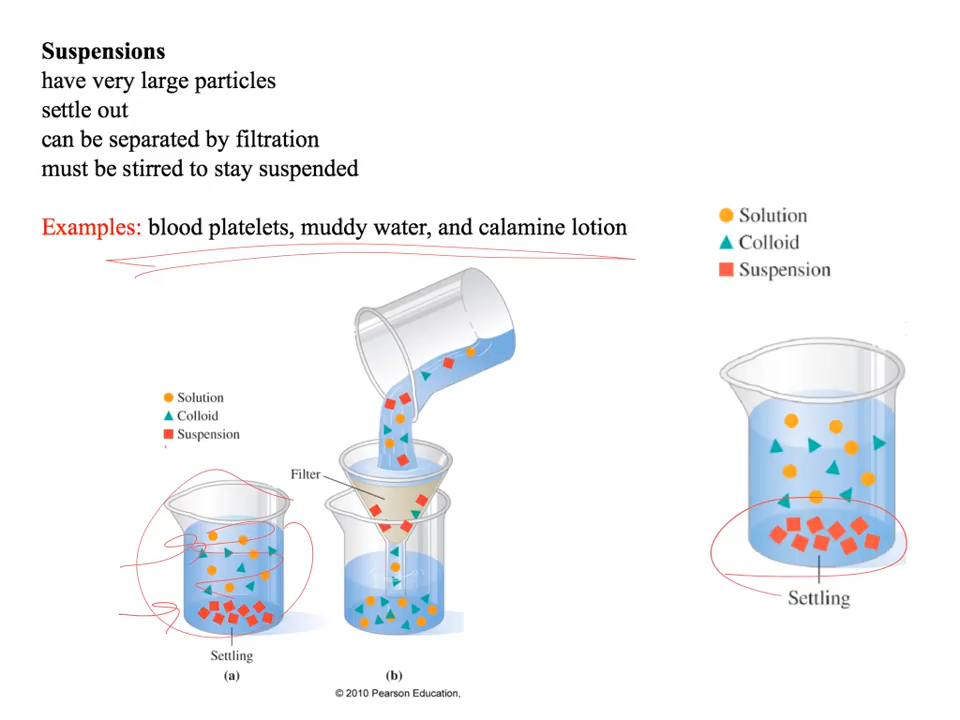 Suspensions
have very large particles
settle out
can be separated by filtration
must be stirred to stay suspended
Examples: blood platelets, muddy water, and calamine lotion
Solution
Colloid
Suspension
Solution
Colloid
Suspension
Filter
Settling
Settling
(a)
(b)
© 2010 Pearson Education,